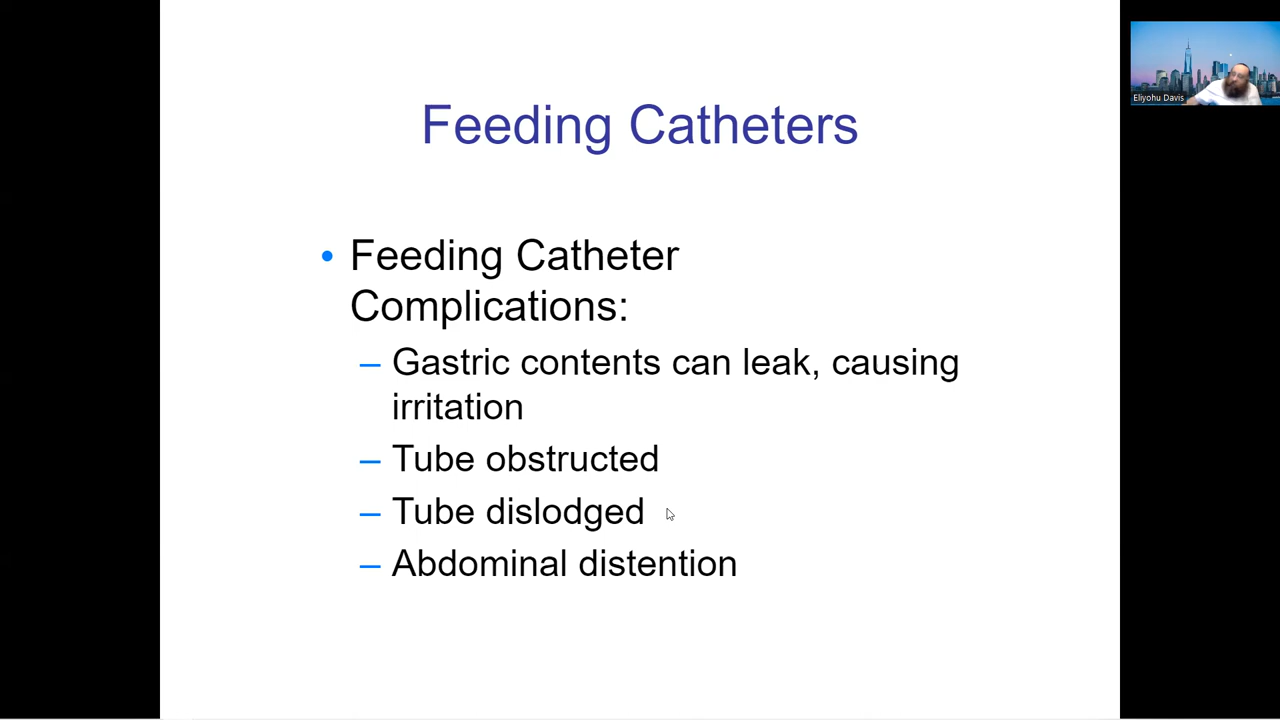 Feeding Catheters
• Feeding Catheter
Complications:
– Gastric contents can leak, causing
irritation
– Tube obstructed
– Tube dislodged
– Abdominal distention
Eliyohu Davis